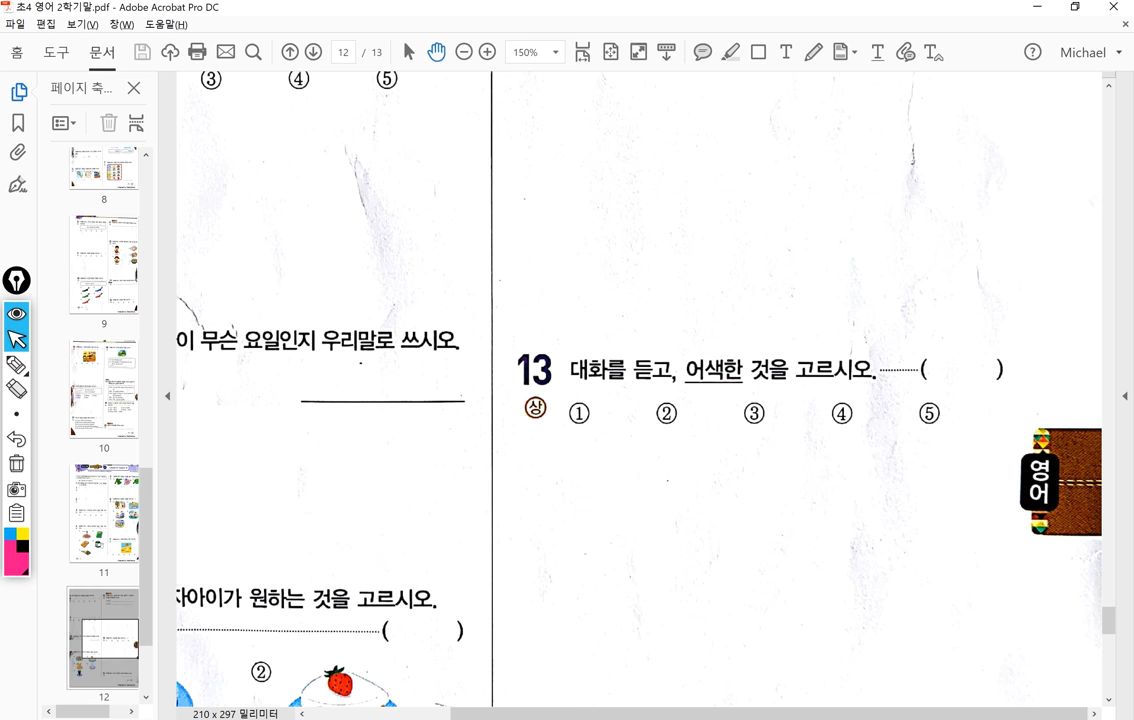 초4 영어 2학기말.pdf - Adobe Acrobat Pro DC
파일 편집 보기(V) 창(W) 도움말(H)
홈 도구 문서 12 / 13 150% Michael
페이지 축...
8
9
10
11
12
③ ④ ⑤
이 무슨 요일인지 우리말로 쓰시오.
자아이가 원하는 것을 고르시오.
( )
②
13 대화를 듣고, 어색한 것을 고르시오. ········· ( )
상 ① ② ③ ④ ⑤
영어
210 x 297 밀리미터